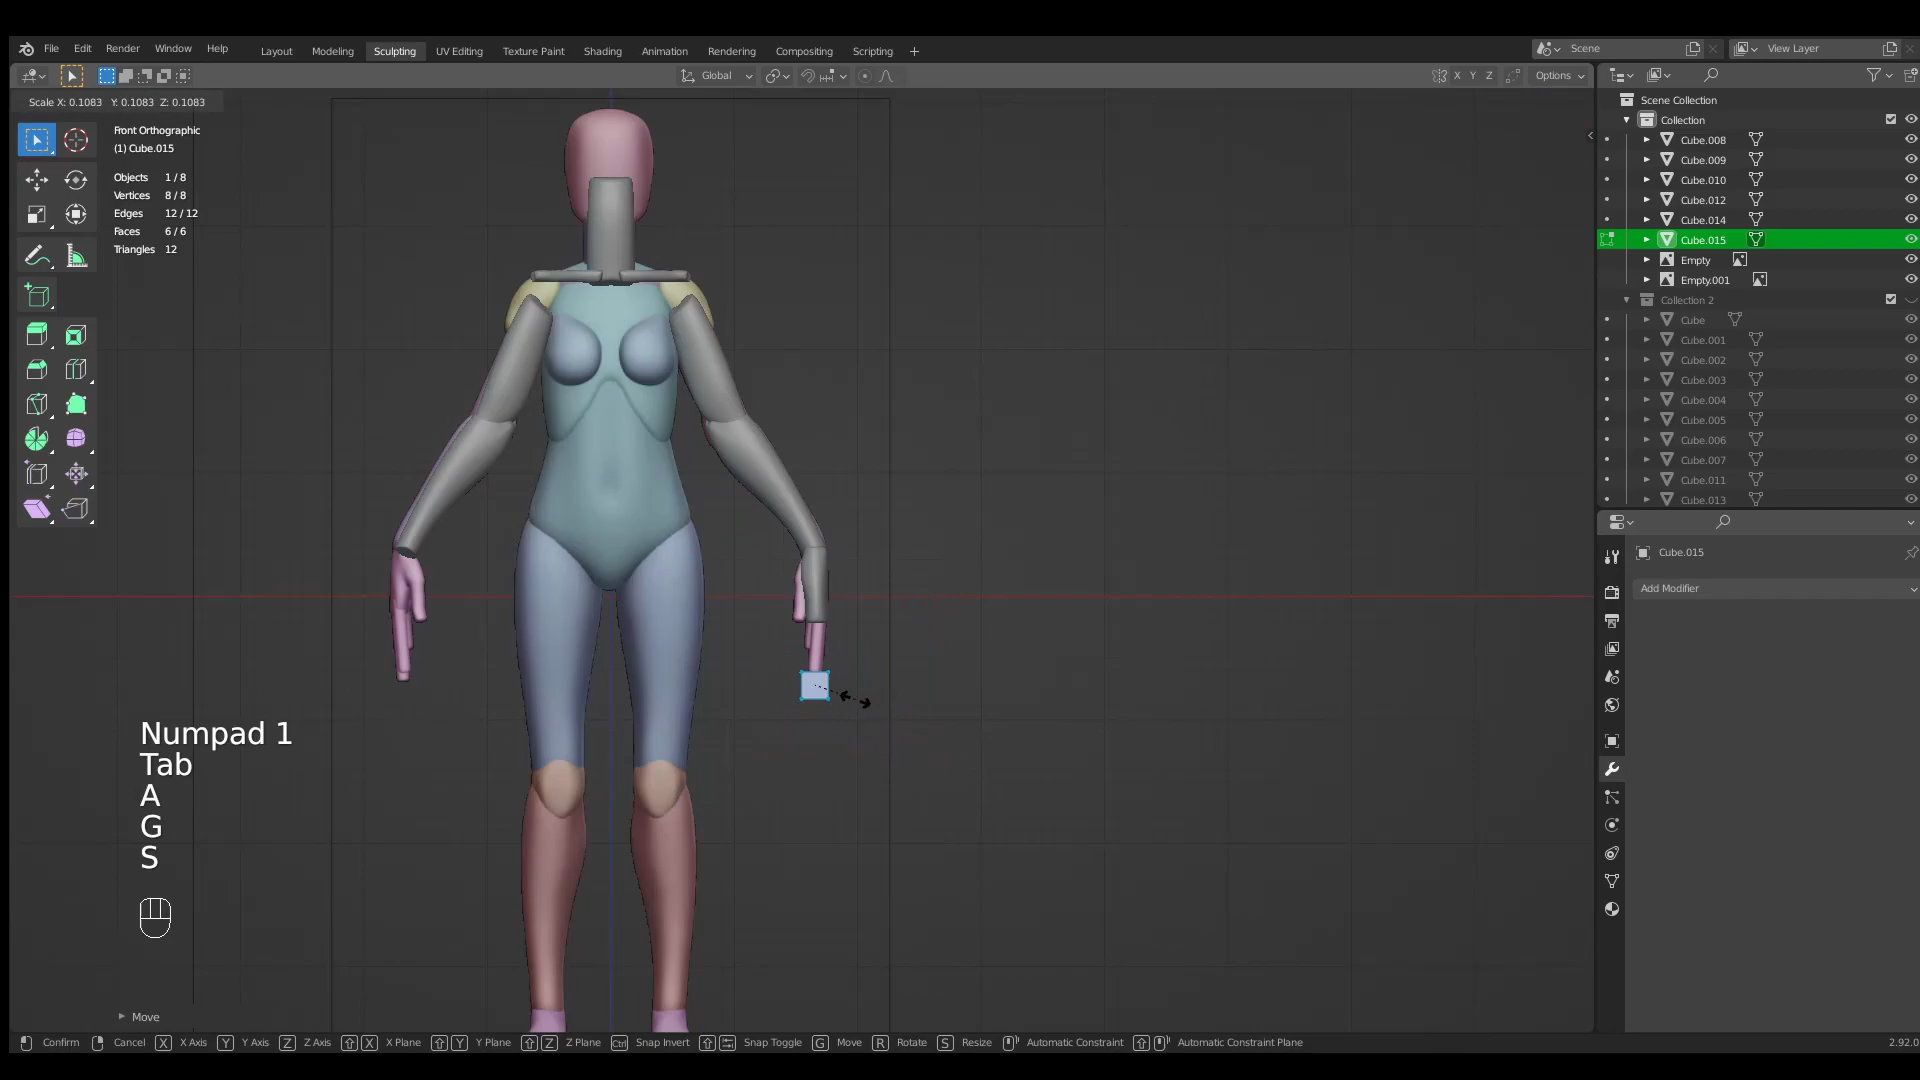 File Edit Render Window Help
Layout Modeling Sculpting UV Editing Texture Paint Shading Animation Rendering Compositing Scripting +
Scene
View Layer
Global
X Y Z
Options
Scale X: 0.1083 Y: 0.1083 Z: 0.1083
Front Orthographic
(1) Cube.015
Objects 1 / 8
Vertices 8 / 8
Edges 12 / 12
Faces 6 / 6
Triangles 12
Scene Collection
Collection
Cube.008
Cube.009
Cube.010
Cube.012
Cube.014
Cube.015
Empty
Empty.001
Collection 2
Cube
Cube.001
Cube.002
Cube.003
Cube.004
Cube.005
Cube.006
Cube.007
Cube.011
Cube.013
Cube.015
Add Modifier
Numpad 1
Tab
A
G
S
Move
Confirm Cancel X X Axis Y Y Axis Z Z Axis X X Plane Y Y Plane Z Z Plane Ctrl Snap Invert Snap Toggle G Move R Rotate S Resize Automatic Constraint Automatic Constraint Plane
2.92.0